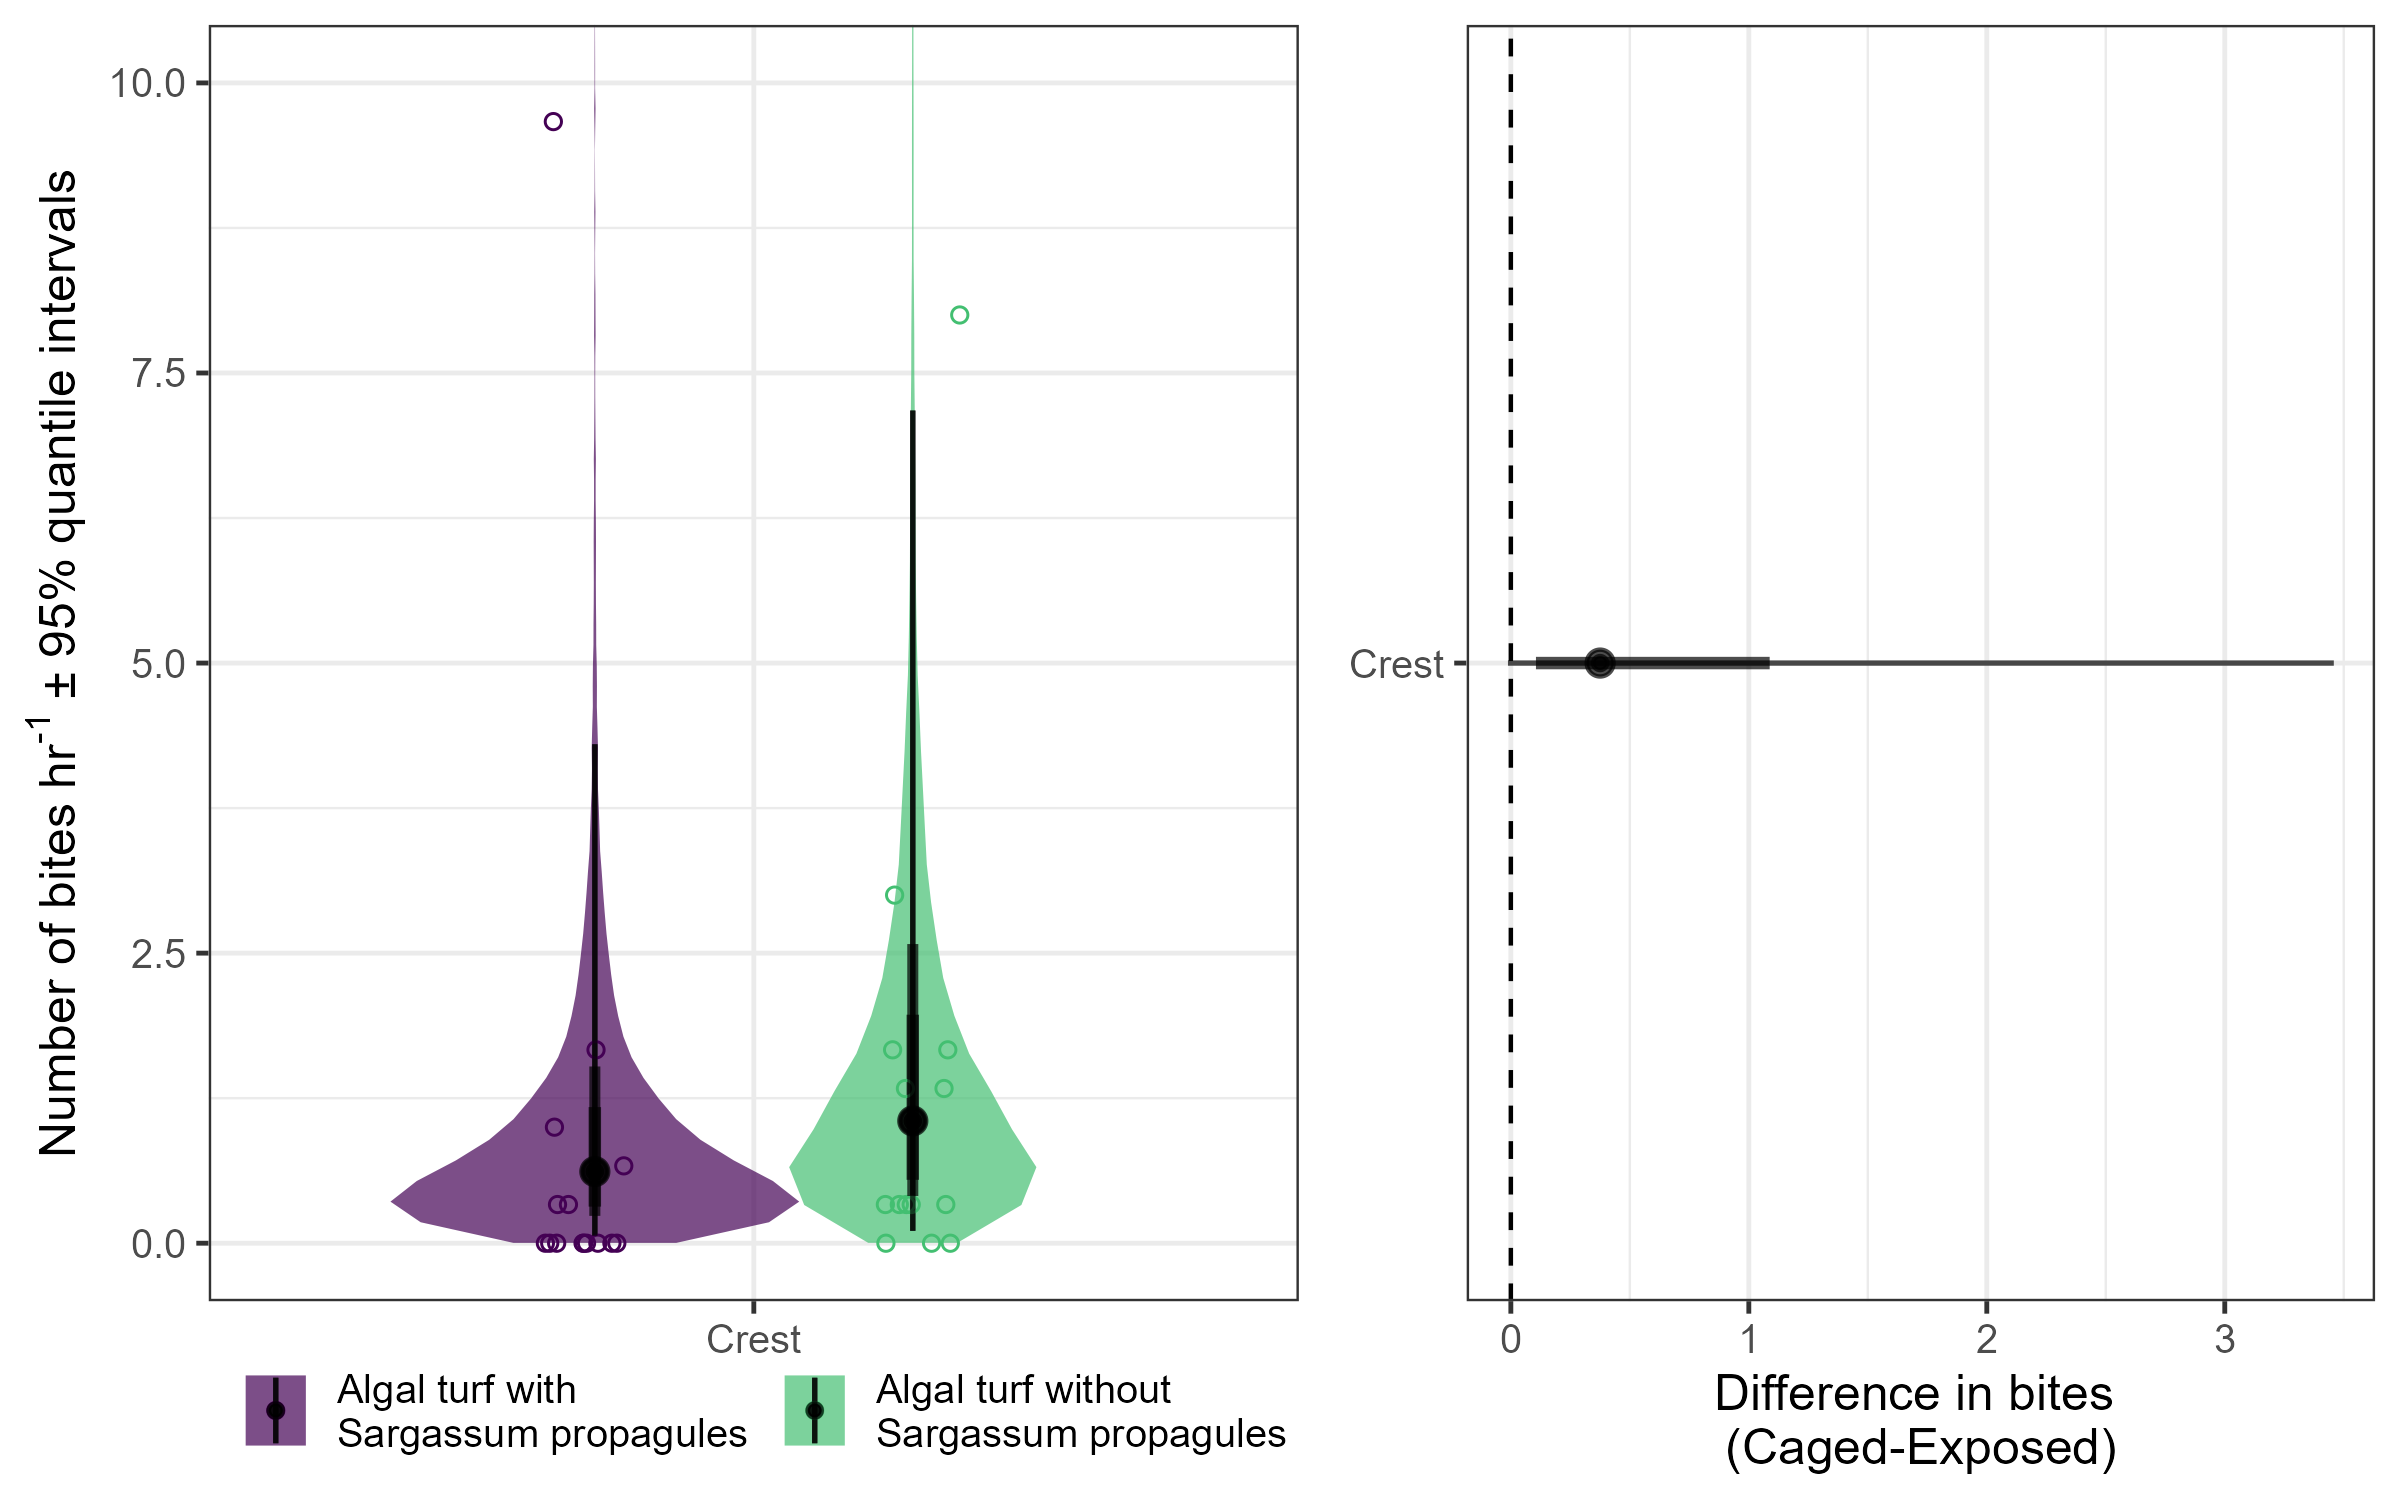 Number of bites hr-1 ± 95% quantile intervals
10.0
7.5
5.0
2.5
0.0
Crest
Algal turf with
Sargassum propagules
Algal turf without
Sargassum propagules
Crest
0 1 2 3
Difference in bites
(Caged-Exposed)